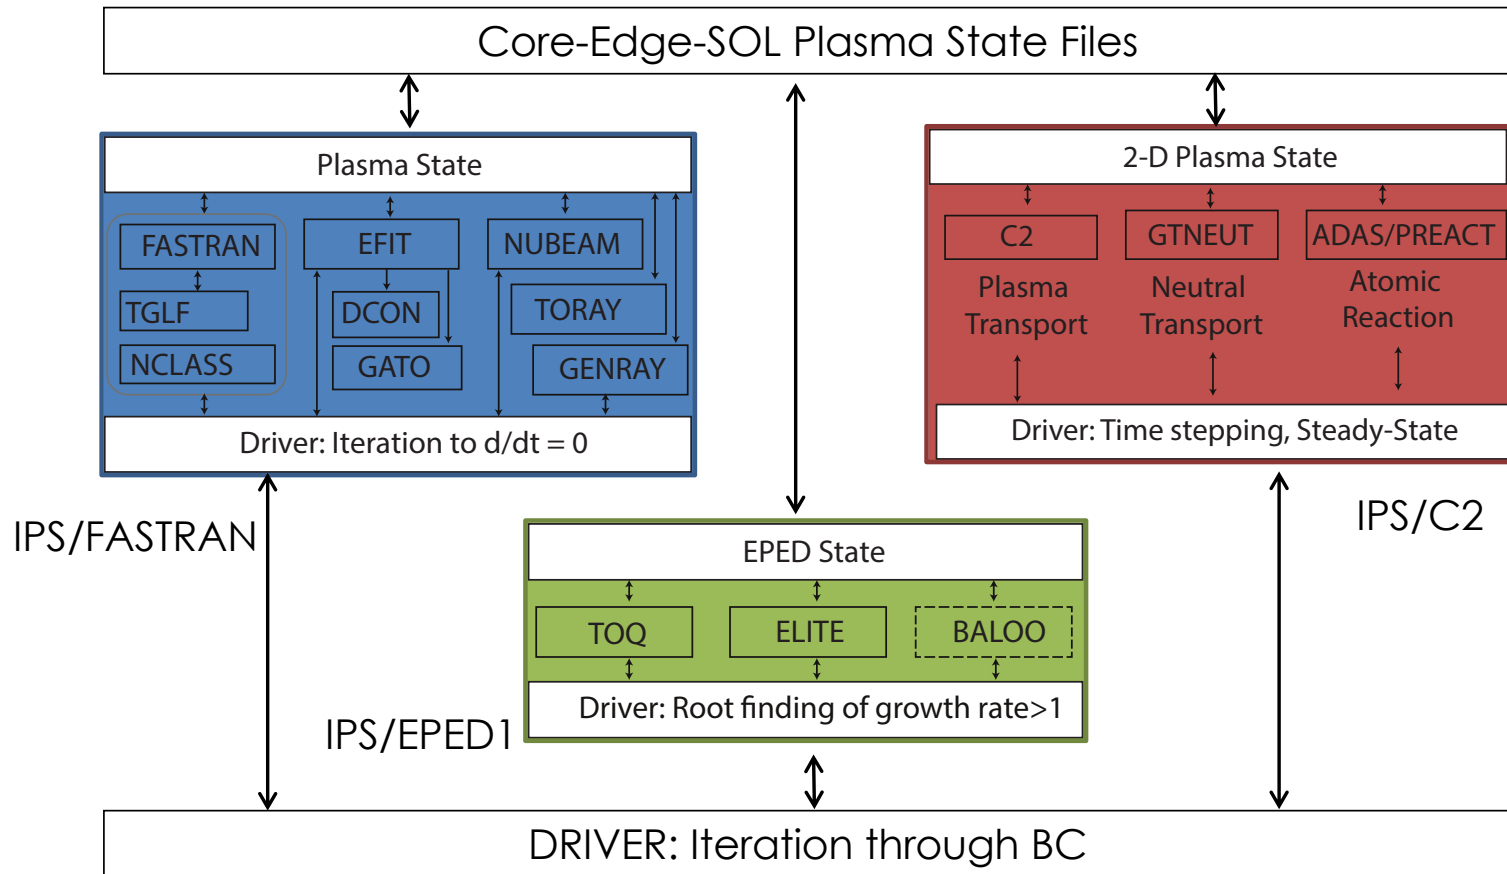 Core-Edge-SOL Plasma State Files
Plasma State
FASTRAN
EFIT
NUBEAM
TGLF
DCON
TORAY
NCLASS
GATO
GENRAY
Driver: Iteration to d/dt = 0
IPS/FASTRAN
2-D Plasma State
C2
GTNEUT
ADAS/PREACT
Plasma
Transport
Neutral
Transport
Atomic
Reaction
Driver: Time stepping, Steady-State
IPS/C2
EPED State
TOQ
ELITE
BALOO
Driver: Root finding of growth rate>1
IPS/EPED1
DRIVER: Iteration through BC